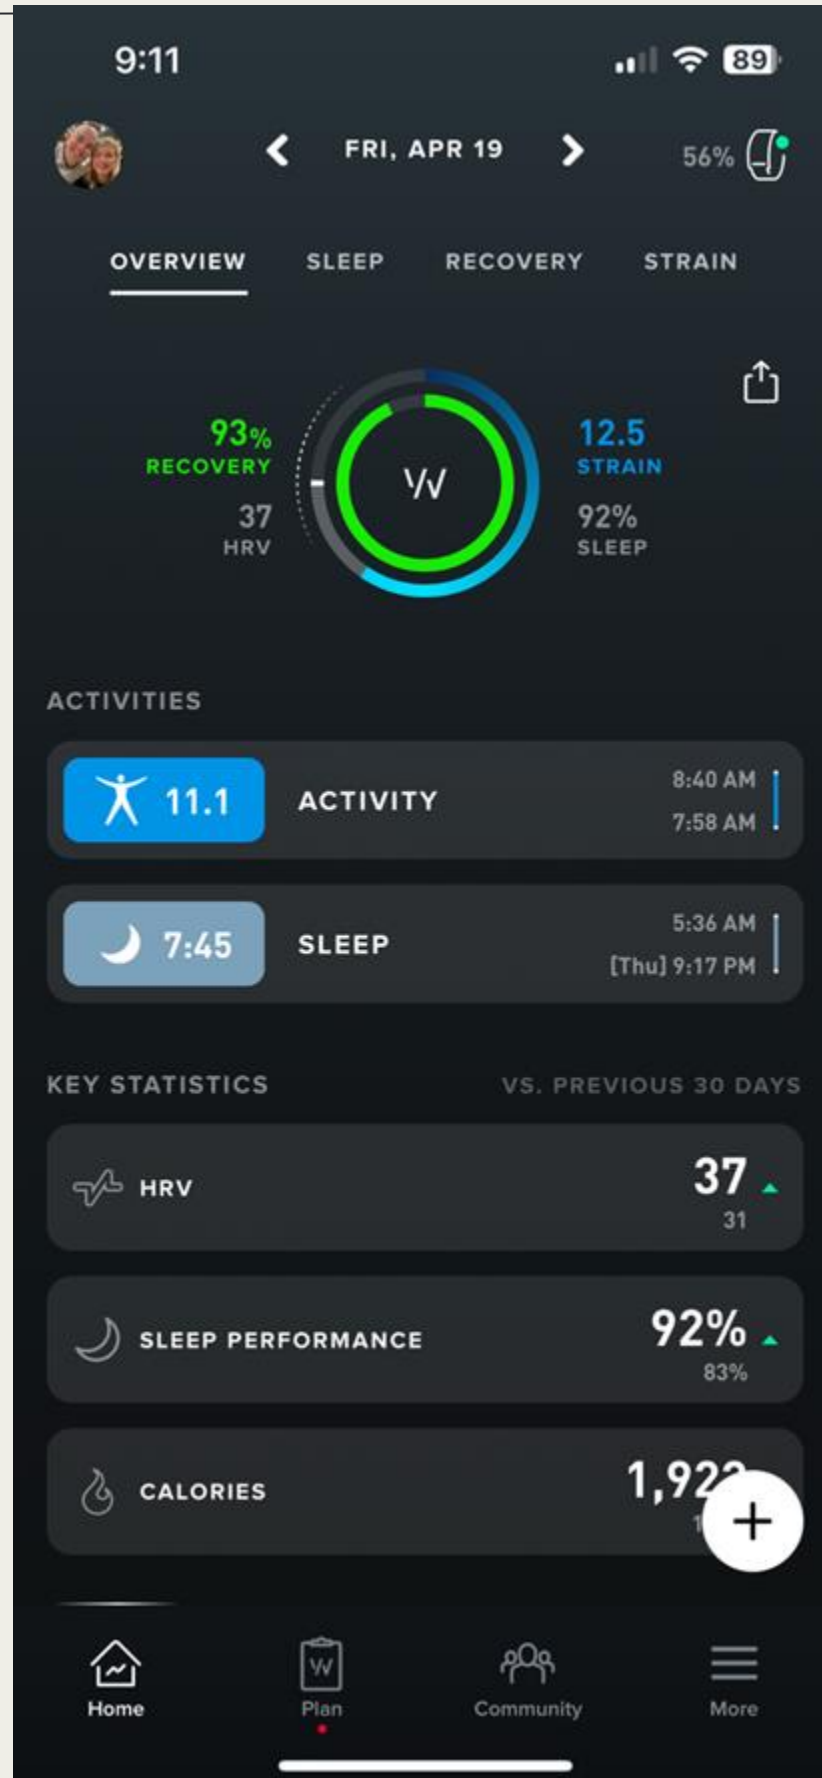 9:11 89
FRI, APR 19 56%
OVERVIEW SLEEP RECOVERY STRAIN
93% 12.5
RECOVERY STRAIN
37 92%
HRV SLEEP
ACTIVITIES
11.1 ACTIVITY 8:40 AM
7:58 AM
7:45 SLEEP 5:36 AM
[Thu] 9:17 PM
KEY STATISTICS VS. PREVIOUS 30 DAYS
HRV 37
31
SLEEP PERFORMANCE 92%
83%
CALORIES
Home Plan Community More